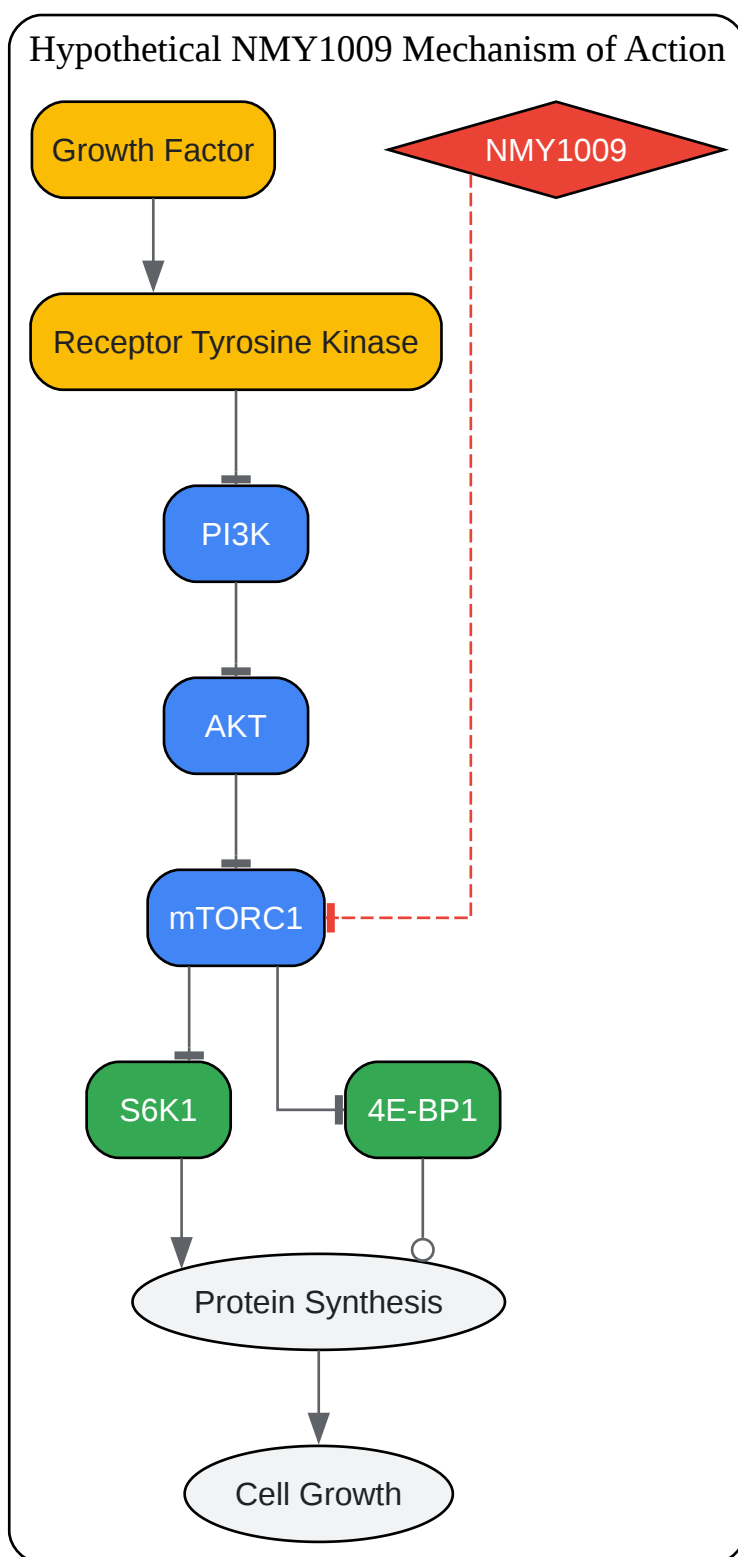 Hypothetical NMY1009 Mechanism of Action
Growth Factor
NMY1009
Receptor Tyrosine Kinase
PI3K
AKT
mTORC1
S6K1
4E-BP1
Protein Synthesis
Cell Growth